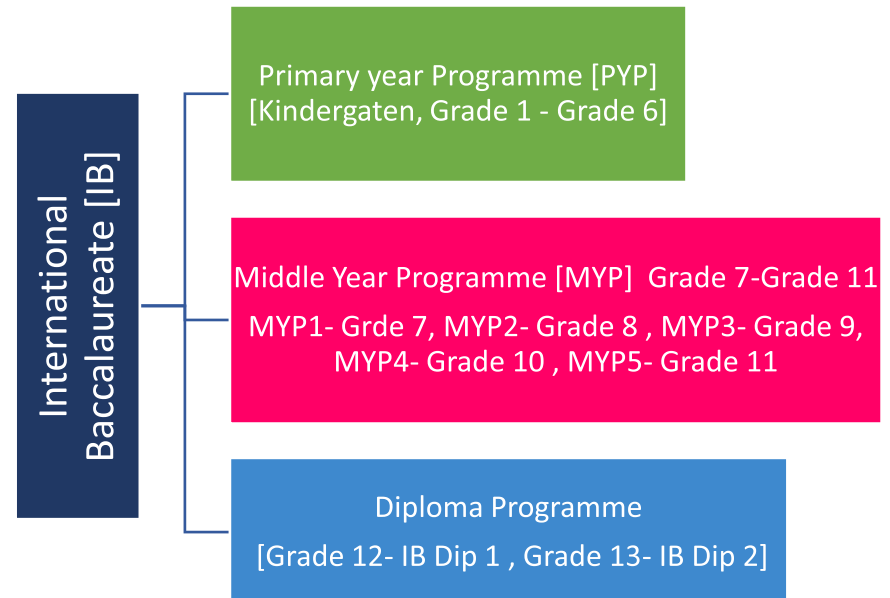 International
Baccalaureate [IB]
Primary year Programme [PYP]
[Kindergaten, Grade 1 - Grade 6]
Middle Year Programme [MYP]  Grade 7-Grade 11
MYP1- Grde 7, MYP2- Grade 8 , MYP3- Grade 9,
MYP4- Grade 10 , MYP5- Grade 11
Diploma Programme
[Grade 12- IB Dip 1 , Grade 13- IB Dip 2]